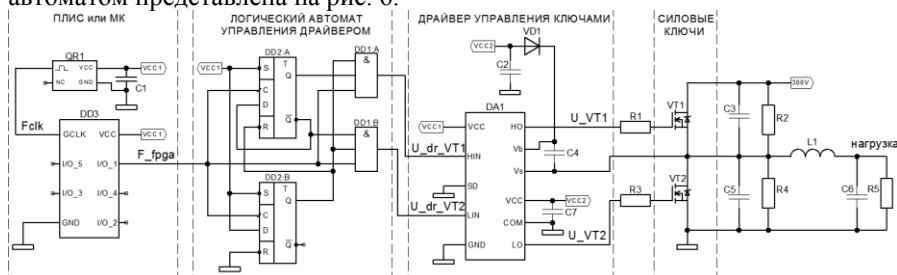 автоматом представлена на рис. 6.
ПЛИС или МК
ЛОГИЧЕСКИЙ АВТОМАТ
УПРАВЛЕНИЯ ДРАЙВЕРОМ
ДРАЙВЕР УПРАВЛЕНИЯ КЛЮЧАМИ
СИЛОВЫЕ
КЛЮЧИ
QR1
VCC
NC
GND
VCC1
C1
Fclk
DD3
GCLK
VCC
VCC1
I/O_5
I/O_1
I/O_3
I/O_4
GND
I/O_2
F_fpga
VCC1
DD2:A
S
T
Q
C
D
Q
R
DD2:B
S
T
Q
C
D
Q
R
DD1:A
&
DD1:B
&
U_dr_VT1
U_dr_VT2
VCC2
VD1
C2
DA1
VCC1
VCC
HO
Vb
HIN
Vs
SD
VCC
LIN
COM
GND
LO
C4
VCC2
C7
U_VT1
U_VT2
R1
R3
VT1
VT2
300V
C3
R2
C5
R4
L1
нагрузка
C6
R5